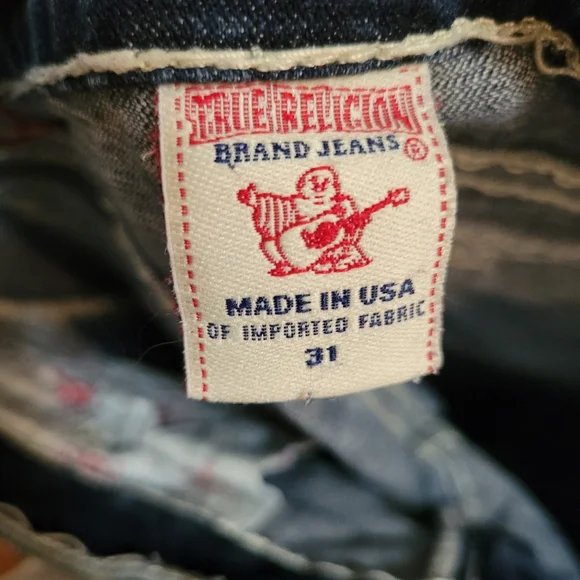 TRUE RELIGION
BRAND JEANS®
MADE IN USA
OF IMPORTED FABRIC
31